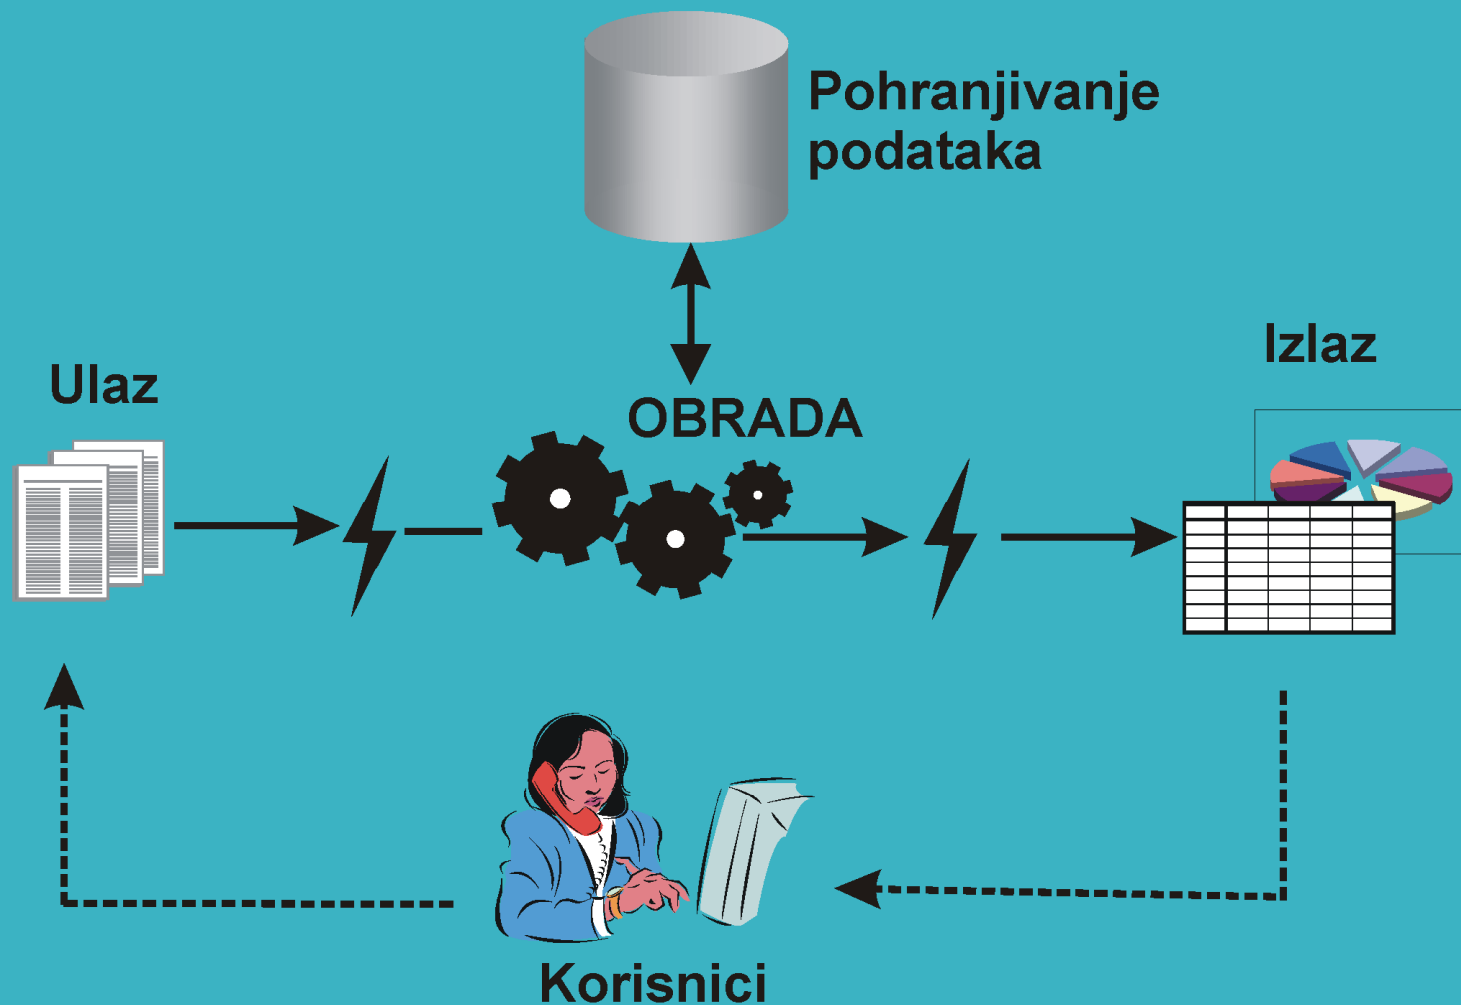 Pohranjivanje
podataka
Izlaz
Ulaz
OBRADA
Korisnici